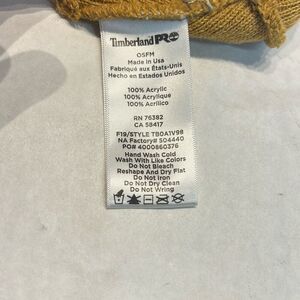 Timberland PRO
OSFM
Made in Usa
Fabriqué aux États-Unis
Hecho en Estados Unidos
100% Acrylic
100% Acrylique
100% Acrílico
RN 76382
CA 58417
F19/STYLE TB0A1V9B
NA Factory# 504440
PO# 4000860376
Hand Wash Cold
Wash With Like Colors
Do Not Bleach
Reshape And Dry Flat
Do Not Iron
Do Not Dry Clean
Do Not Wring